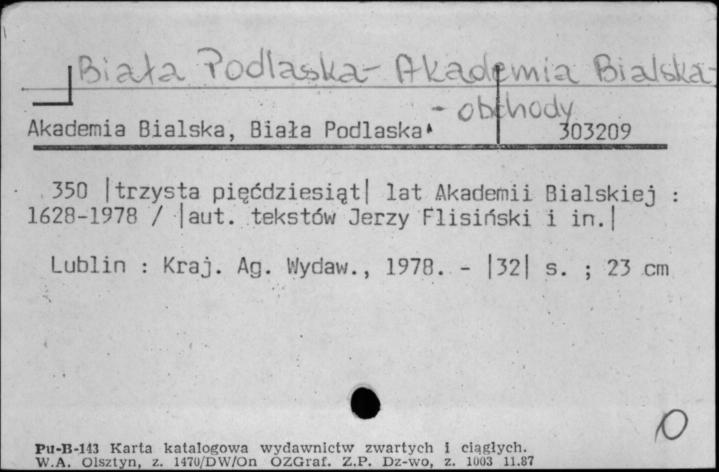 Biała Podlaska - Akademia Bialska -
- obchody
Akademia Bialska, Biała Podlaska
303209
350 |trzysta pięćdziesiąt| lat Akademii Bialskiej :
1628-1978 / |aut. tekstów Jerzy Flisiński i in.|
Lublin : Kraj. Ag. Wydaw., 1978. - |32| s. ; 23 cm
O
Pu-B-143 Karta katalogowa wydawnictw zwartych i ciągłych.
W.A. Olsztyn, z. 1470/DW/On OZGraf. Z.P. Dz-wo, z. 1003 11.87